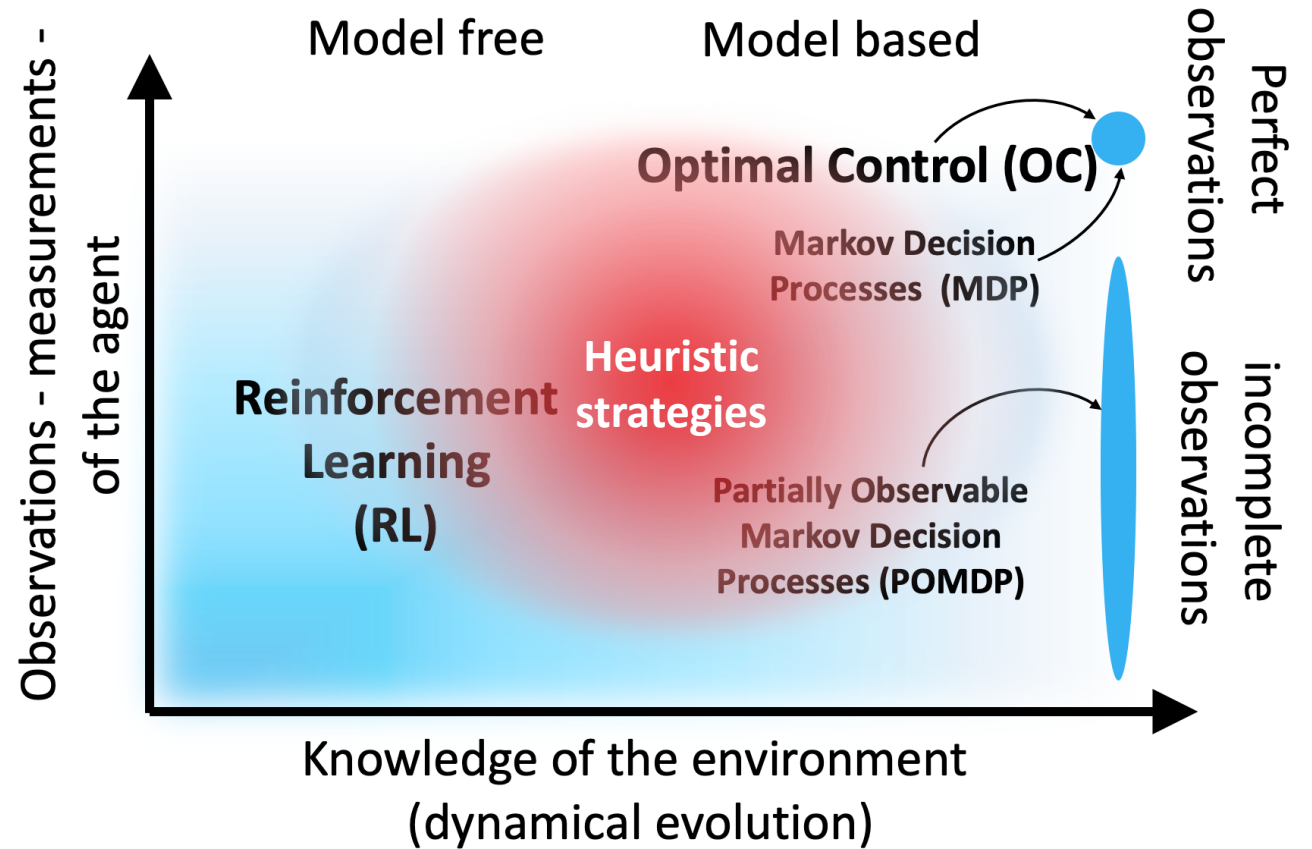 Model free
Model based
Observations - measurements -
of the agent
Perfect
observations
incomplete
observations
Optimal Control (OC)
Markov Decision
Processes (MDP)
Heuristic
strategies
Reinforcement
Learning
(RL)
Partially Observable
Markov Decision
Processes (POMDP)
Knowledge of the environment
(dynamical evolution)